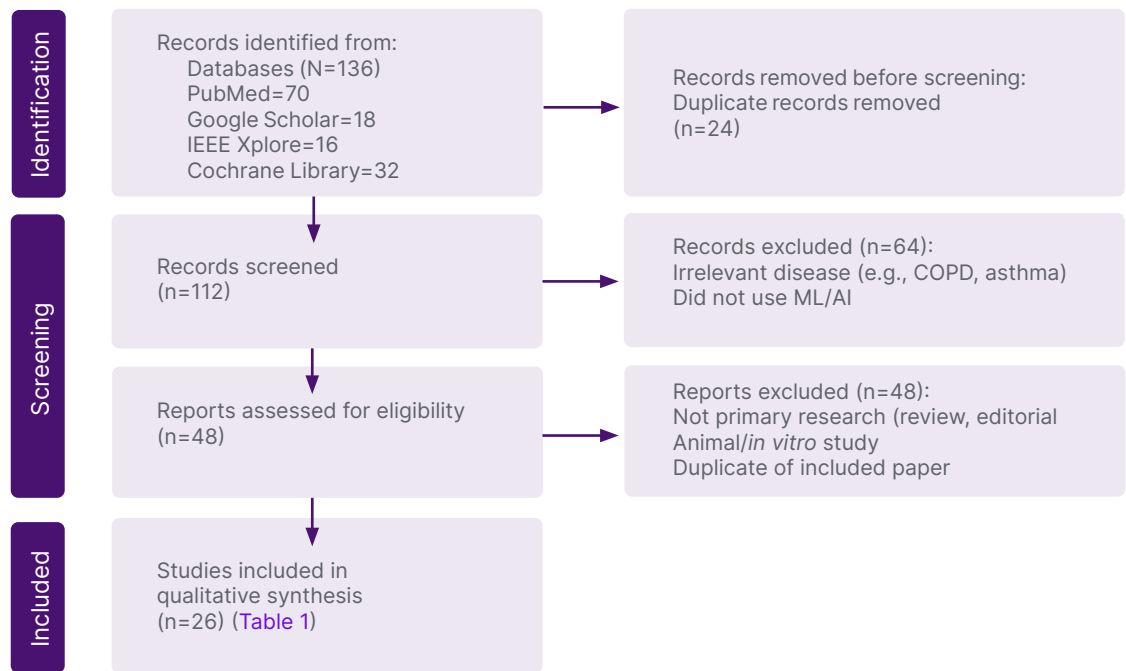 Identification
Records identified from:
Databases (N=136)
PubMed=70
Google Scholar=18
IEEE Xplore=16
Cochrane Library=32
Records removed before screening:
Duplicate records removed
(n=24)
Screening
Records screened
(n=112)
Records excluded (n=64):
Irrelevant disease (e.g., COPD, asthma)
Did not use ML/AI
Reports assessed for eligibility
(n=48)
Reports excluded (n=48):
Not primary research (review, editorial
Animal/in vitro study
Duplicate of included paper
Included
Studies included in
qualitative synthesis
(n=26) (Table 1)